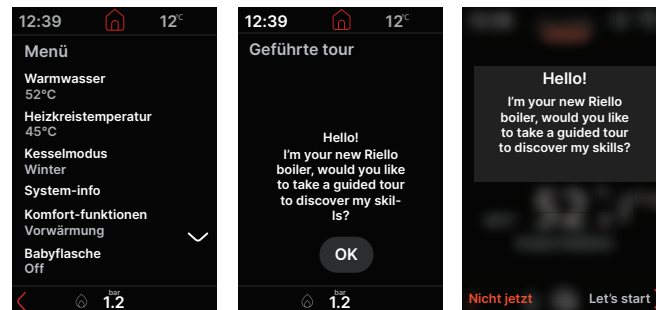 12:39
12°C
Menü
Warmwasser
52°C
Heizkreistemperatur
45°C
Kesselmodus
Winter
System-info
Komfort-funktionen
Vorwärmung
Babyflasche
Off
bar
1.2
12:39
12°C
Geführte tour
Hello!
I'm your new Riello
boiler, would you like
to take a guided tour
to discover my skil-
ls?
OK
bar
1.2
Hello!
I'm your new Riello
boiler, would you like
to take a guided tour
to discover my skills?
Nicht jetzt
Let's start